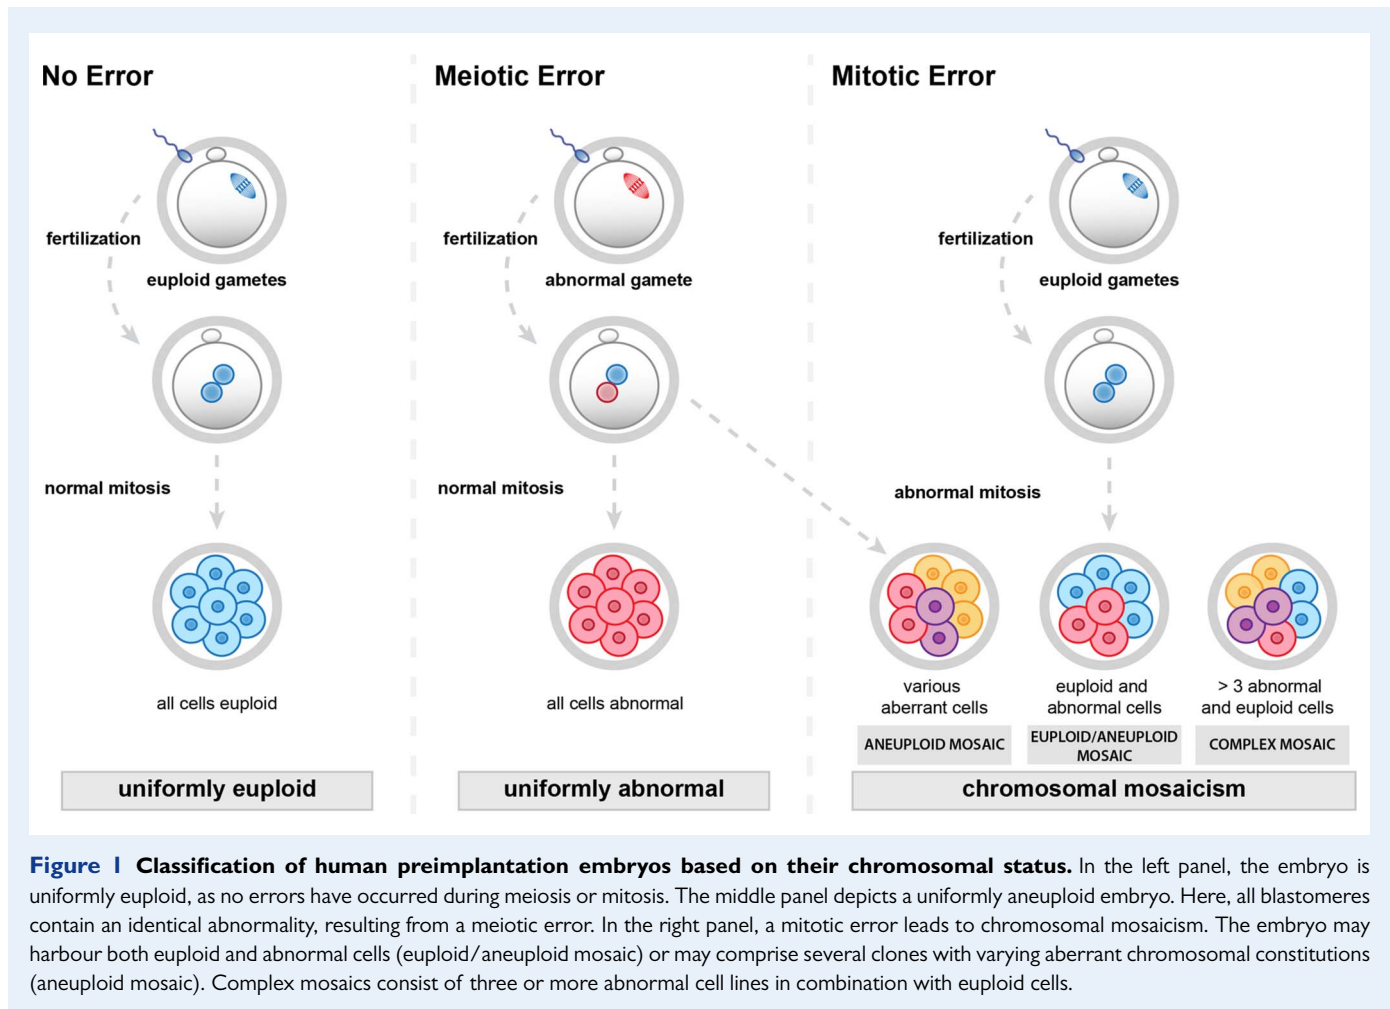 No Error
fertilization
euploid gametes
normal mitosis
all cells euploid
uniformly euploid
Meiotic Error
fertilization
abnormal gamete
normal mitosis
all cells abnormal
uniformly abnormal
Mitotic Error
fertilization
euploid gametes
abnormal mitosis
various
aberrant cells
ANEUPLOID MOSAIC
euploid and
abnormal cells
EUPLOID/ANEUPLOID
MOSAIC
> 3 abnormal
and euploid cells
COMPLEX MOSAIC
chromosomal mosaicism
Figure 1 Classification of human preimplantation embryos based on their chromosomal status. In the left panel, the embryo is
uniformly euploid, as no errors have occurred during meiosis or mitosis. The middle panel depicts a uniformly aneuploid embryo. Here, all blastomeres
contain an identical abnormality, resulting from a meiotic error. In the right panel, a mitotic error leads to chromosomal mosaicism. The embryo may
harbour both euploid and abnormal cells (euploid/aneuploid mosaic) or may comprise several clones with varying aberrant chromosomal constitutions
(aneuploid mosaic). Complex mosaics consist of three or more abnormal cell lines in combination with euploid cells.